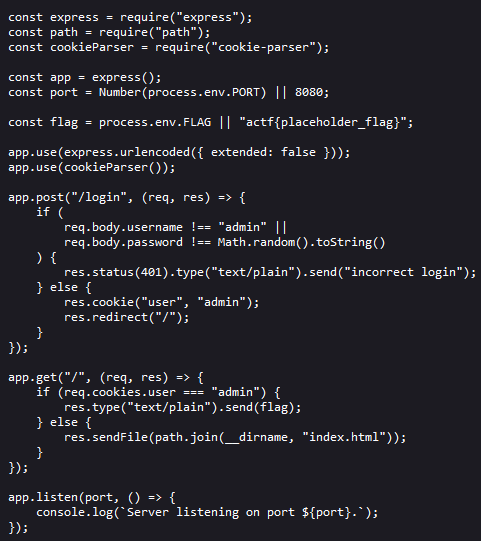 const express = require("express");
const path = require("path");
const cookieParser = require("cookie-parser");

const app = express();
const port = Number(process.env.PORT) || 8080;

const flag = process.env.FLAG || "actf{placeholder_flag}";

app.use(express.urlencoded({ extended: false }));
app.use(cookieParser());

app.post("/login", (req, res) => {
    if (
        req.body.username !== "admin" ||
        req.body.password !== Math.random().toString()
    ) {
        res.status(401).type("text/plain").send("incorrect login");
    } else {
        res.cookie("user", "admin");
        res.redirect("/");
    }
});

app.get("/", (req, res) => {
    if (req.cookies.user === "admin") {
        res.type("text/plain").send(flag);
    } else {
        res.sendFile(path.join(__dirname, "index.html"));
    }
});

app.listen(port, () => {
    console.log(`Server listening on port ${port}.`);
});